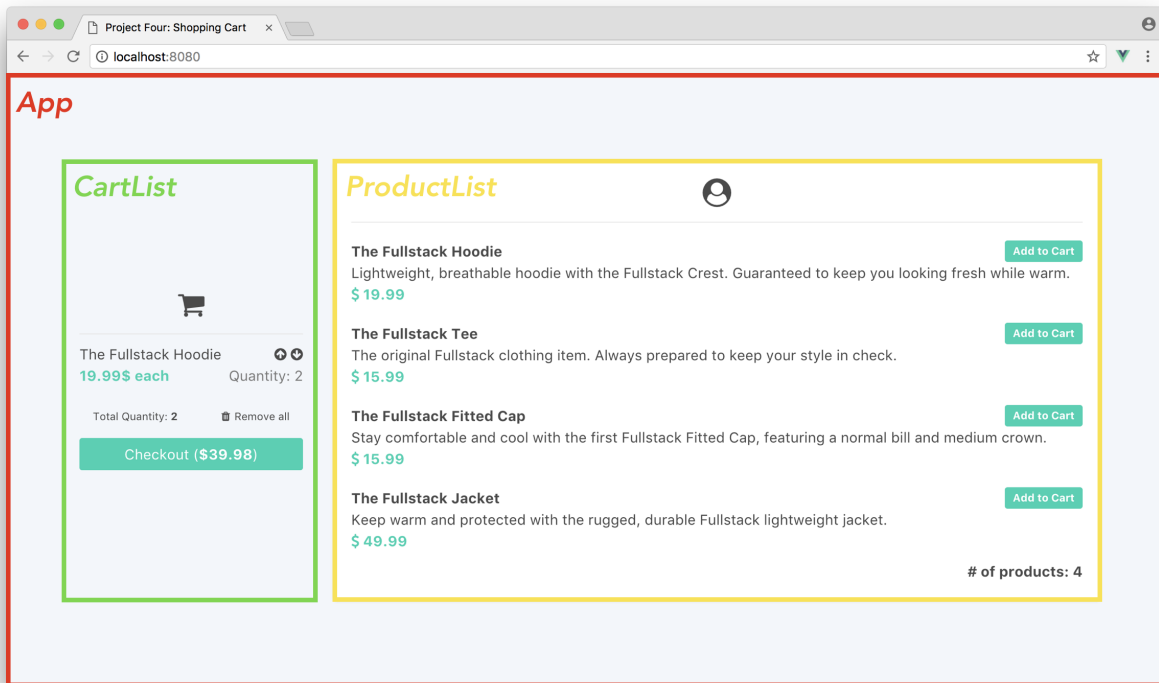 Project Four: Shopping Cart
localhost:8080
App
CartList
The Fullstack Hoodie
19.99$ each Quantity: 2
Total Quantity: 2 Remove all
Checkout ($39.98)
ProductList
The Fullstack Hoodie Add to Cart
Lightweight, breathable hoodie with the Fullstack Crest. Guaranteed to keep you looking fresh while warm.
$ 19.99
The Fullstack Tee Add to Cart
The original Fullstack clothing item. Always prepared to keep your style in check.
$ 15.99
The Fullstack Fitted Cap Add to Cart
Stay comfortable and cool with the first Fullstack Fitted Cap, featuring a normal bill and medium crown.
$ 15.99
The Fullstack Jacket Add to Cart
Keep warm and protected with the rugged, durable Fullstack lightweight jacket.
$ 49.99
# of products: 4